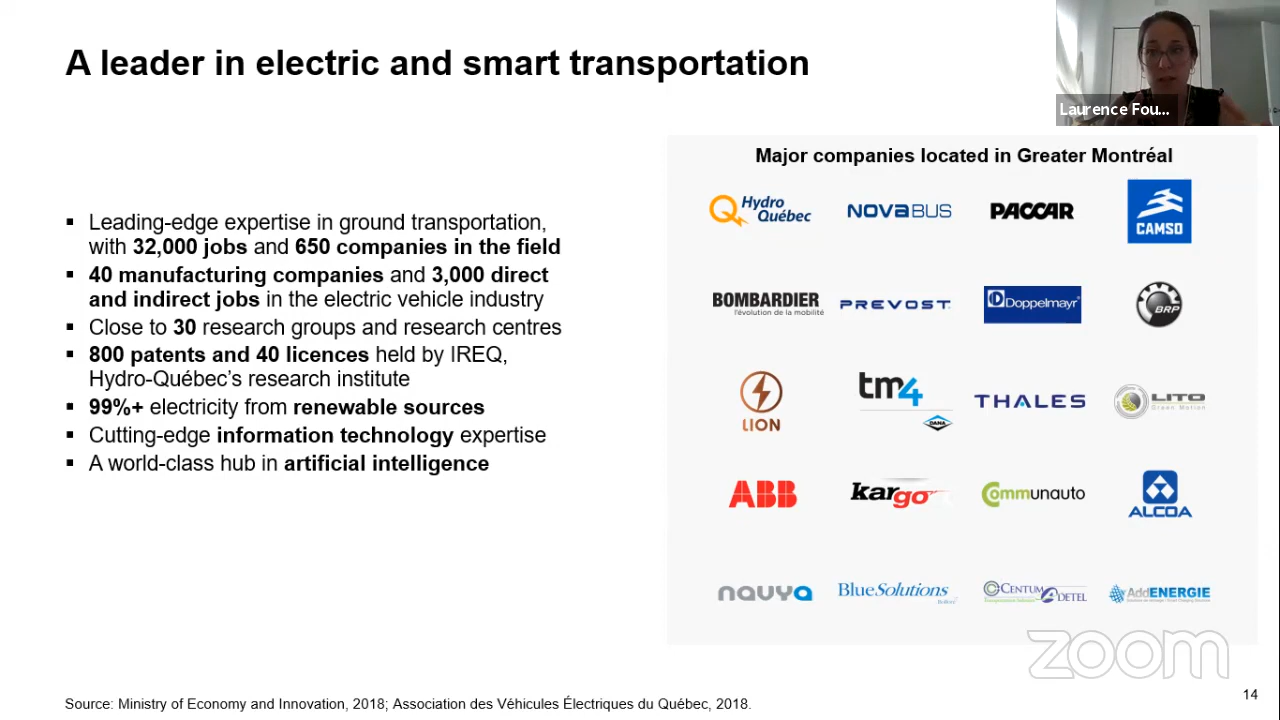 A leader in electric and smart transportation
Laurence Fou...
Major companies located in Greater Montréal
▪ Leading-edge expertise in ground transportation,
with 32,000 jobs and 650 companies in the field
▪ 40 manufacturing companies and 3,000 direct
and indirect jobs in the electric vehicle industry
▪ Close to 30 research groups and research centres
▪ 800 patents and 40 licences held by IREQ,
Hydro-Québec’s research institute
▪ 99%+ electricity from renewable sources
▪ Cutting-edge information technology expertise
▪ A world-class hub in artificial intelligence
Hydro
Québec
NOVABUS
PACCAR
CAMSO
BOMBARDIER
l'évolution de la mobilité
PREVOST
Doppelmayr
BRP
LION
tm4
DANA
THALES
LITO
Green Motion
ABB
kargo
Communauto
ALCOA
navya
BlueSolutions
CENTUM
ADETEL
AddENERGIE
zoom
Source: Ministry of Economy and Innovation, 2018; Association des Véhicules Électriques du Québec, 2018.
14